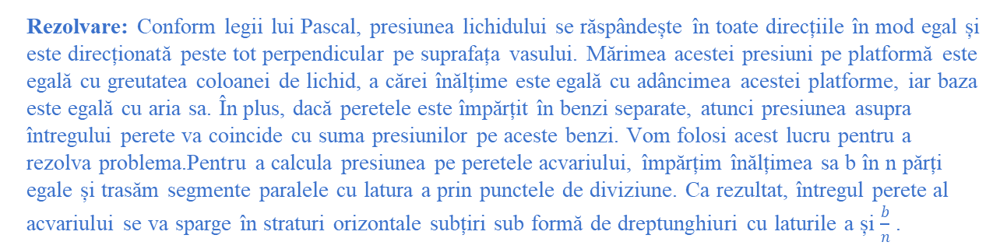 Rezolvare: Conform legii lui Pascal, presiunea lichidului se răspândește în toate direcțiile în mod egal și
este direcționată peste tot perpendicular pe suprafața vasului. Mărimea acestei presiuni pe platformă este
egală cu greutatea coloanei de lichid, a cărei înălțime este egală cu adâncimea acestei platforme, iar baza
este egală cu aria sa. În plus, dacă peretele este împărțit în benzi separate, atunci presiunea asupra
întregului perete va coincide cu suma presiunilor pe aceste benzi. Vom folosi acest lucru pentru a
rezolva problema.Pentru a calcula presiunea pe peretele acvariului, împărțim înălțimea sa b în n părți
egale și trasăm segmente paralele cu latura a prin punctele de diviziune. Ca rezultat, întregul perete al
acvariului se va sparge în straturi orizontale subțiri sub formă de dreptunghiuri cu laturile a și b/n .